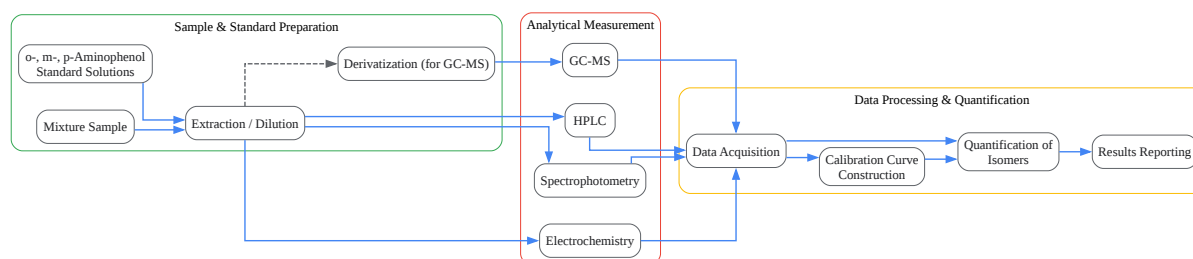 Sample & Standard Preparation
o-, m-, p-Aminophenol
Standard Solutions
Mixture Sample
Extraction / Dilution
Derivatization (for GC-MS)
Analytical Measurement
GC-MS
HPLC
Spectrophotometry
Electrochemistry
Data Processing & Quantification
Data Acquisition
Calibration Curve
Construction
Quantification of
Isomers
Results Reporting